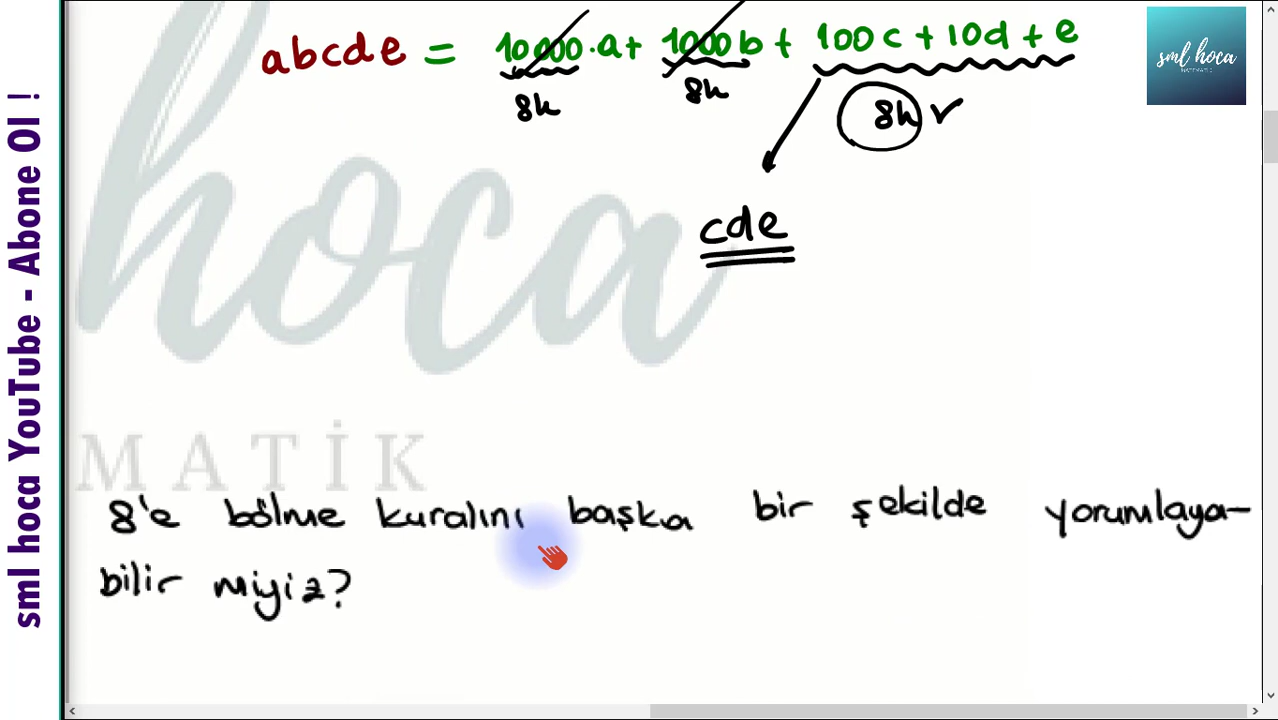 abcde = 10000·a + 1000b + 100c + 10d + e
8k 8k 8k ✓
cde
hoca
MATİK
8'e bölme kuralını başka bir şekilde yorumlaya-
bilir miyiz?
sml hoca YouTube - Abone Ol !
sml hoca